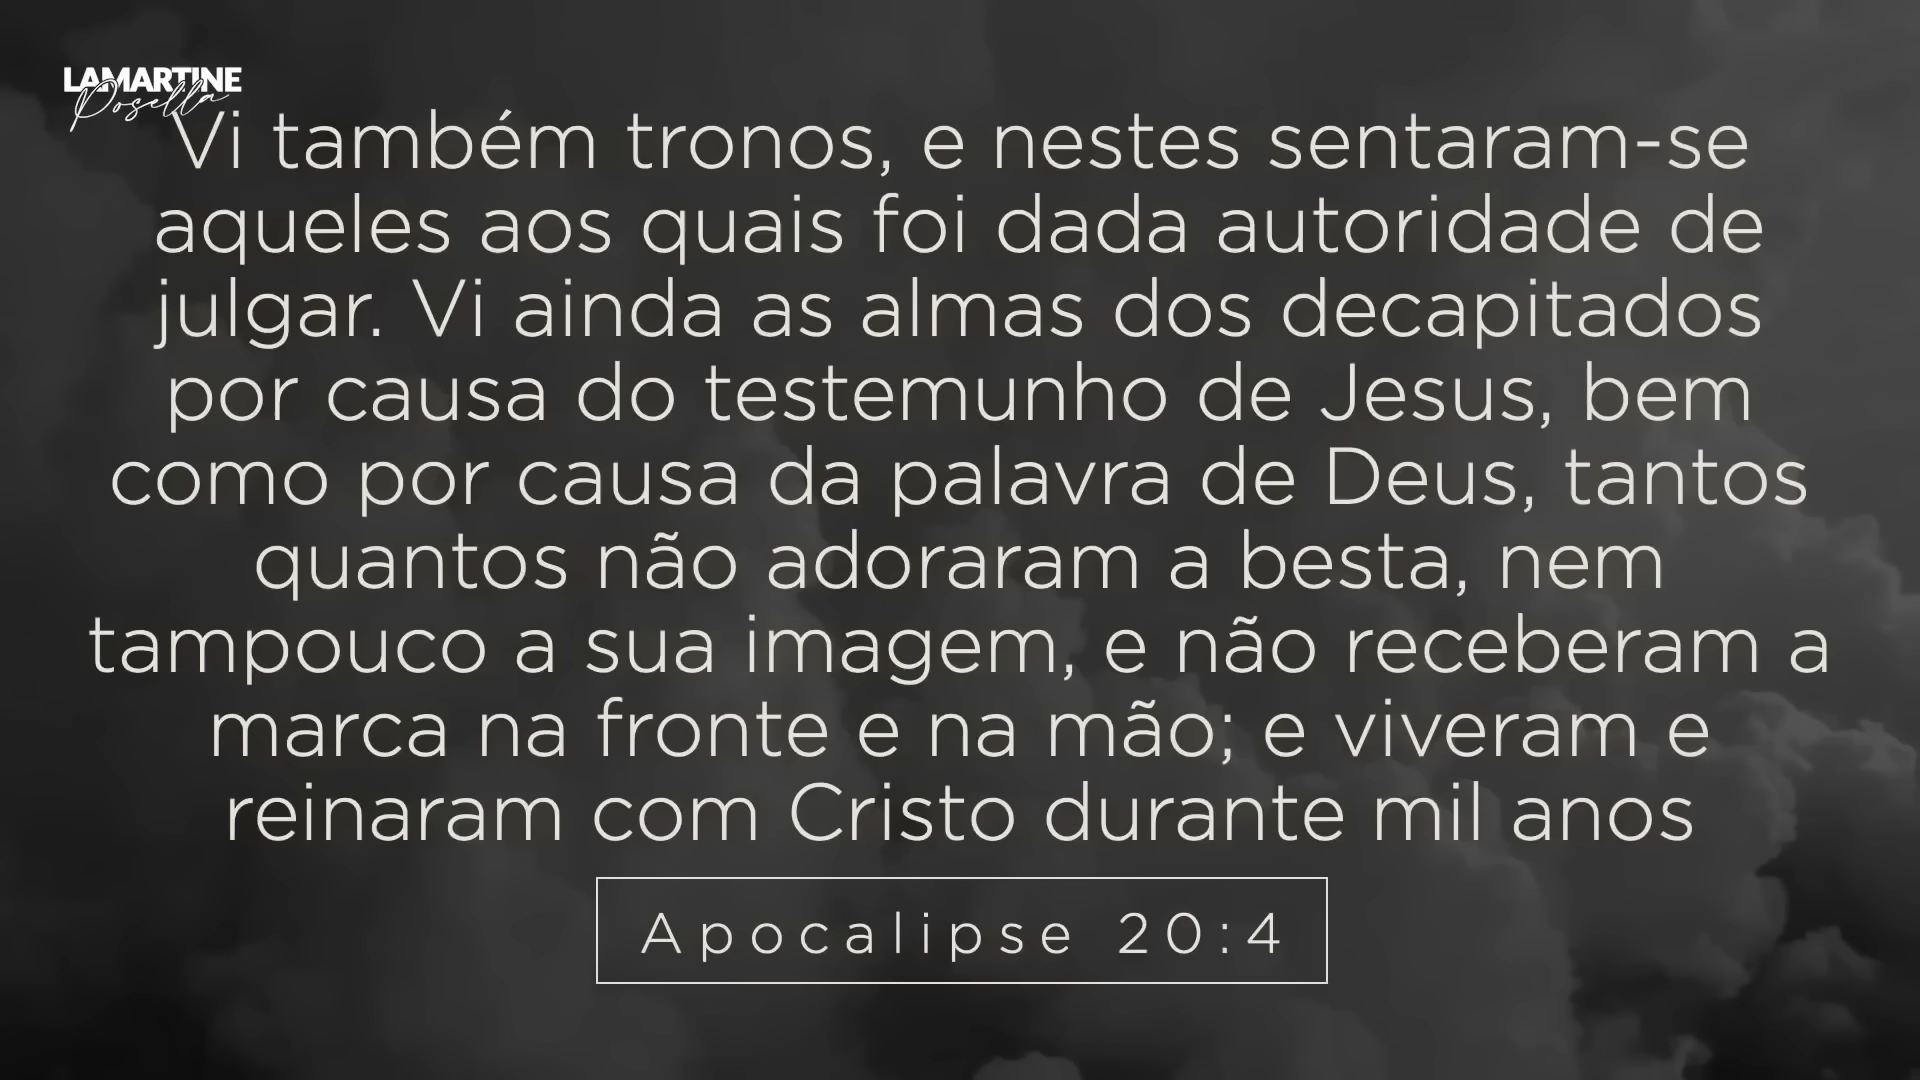 LAMARTINE
Posella
Vi também tronos, e nestes sentaram-se
aqueles aos quais foi dada autoridade de
julgar. Vi ainda as almas dos decapitados
por causa do testemunho de Jesus, bem
como por causa da palavra de Deus, tantos
quantos não adoraram a besta, nem
tampouco a sua imagem, e não receberam a
marca na fronte e na mão; e viveram e
reinaram com Cristo durante mil anos
Apocalipse 20:4